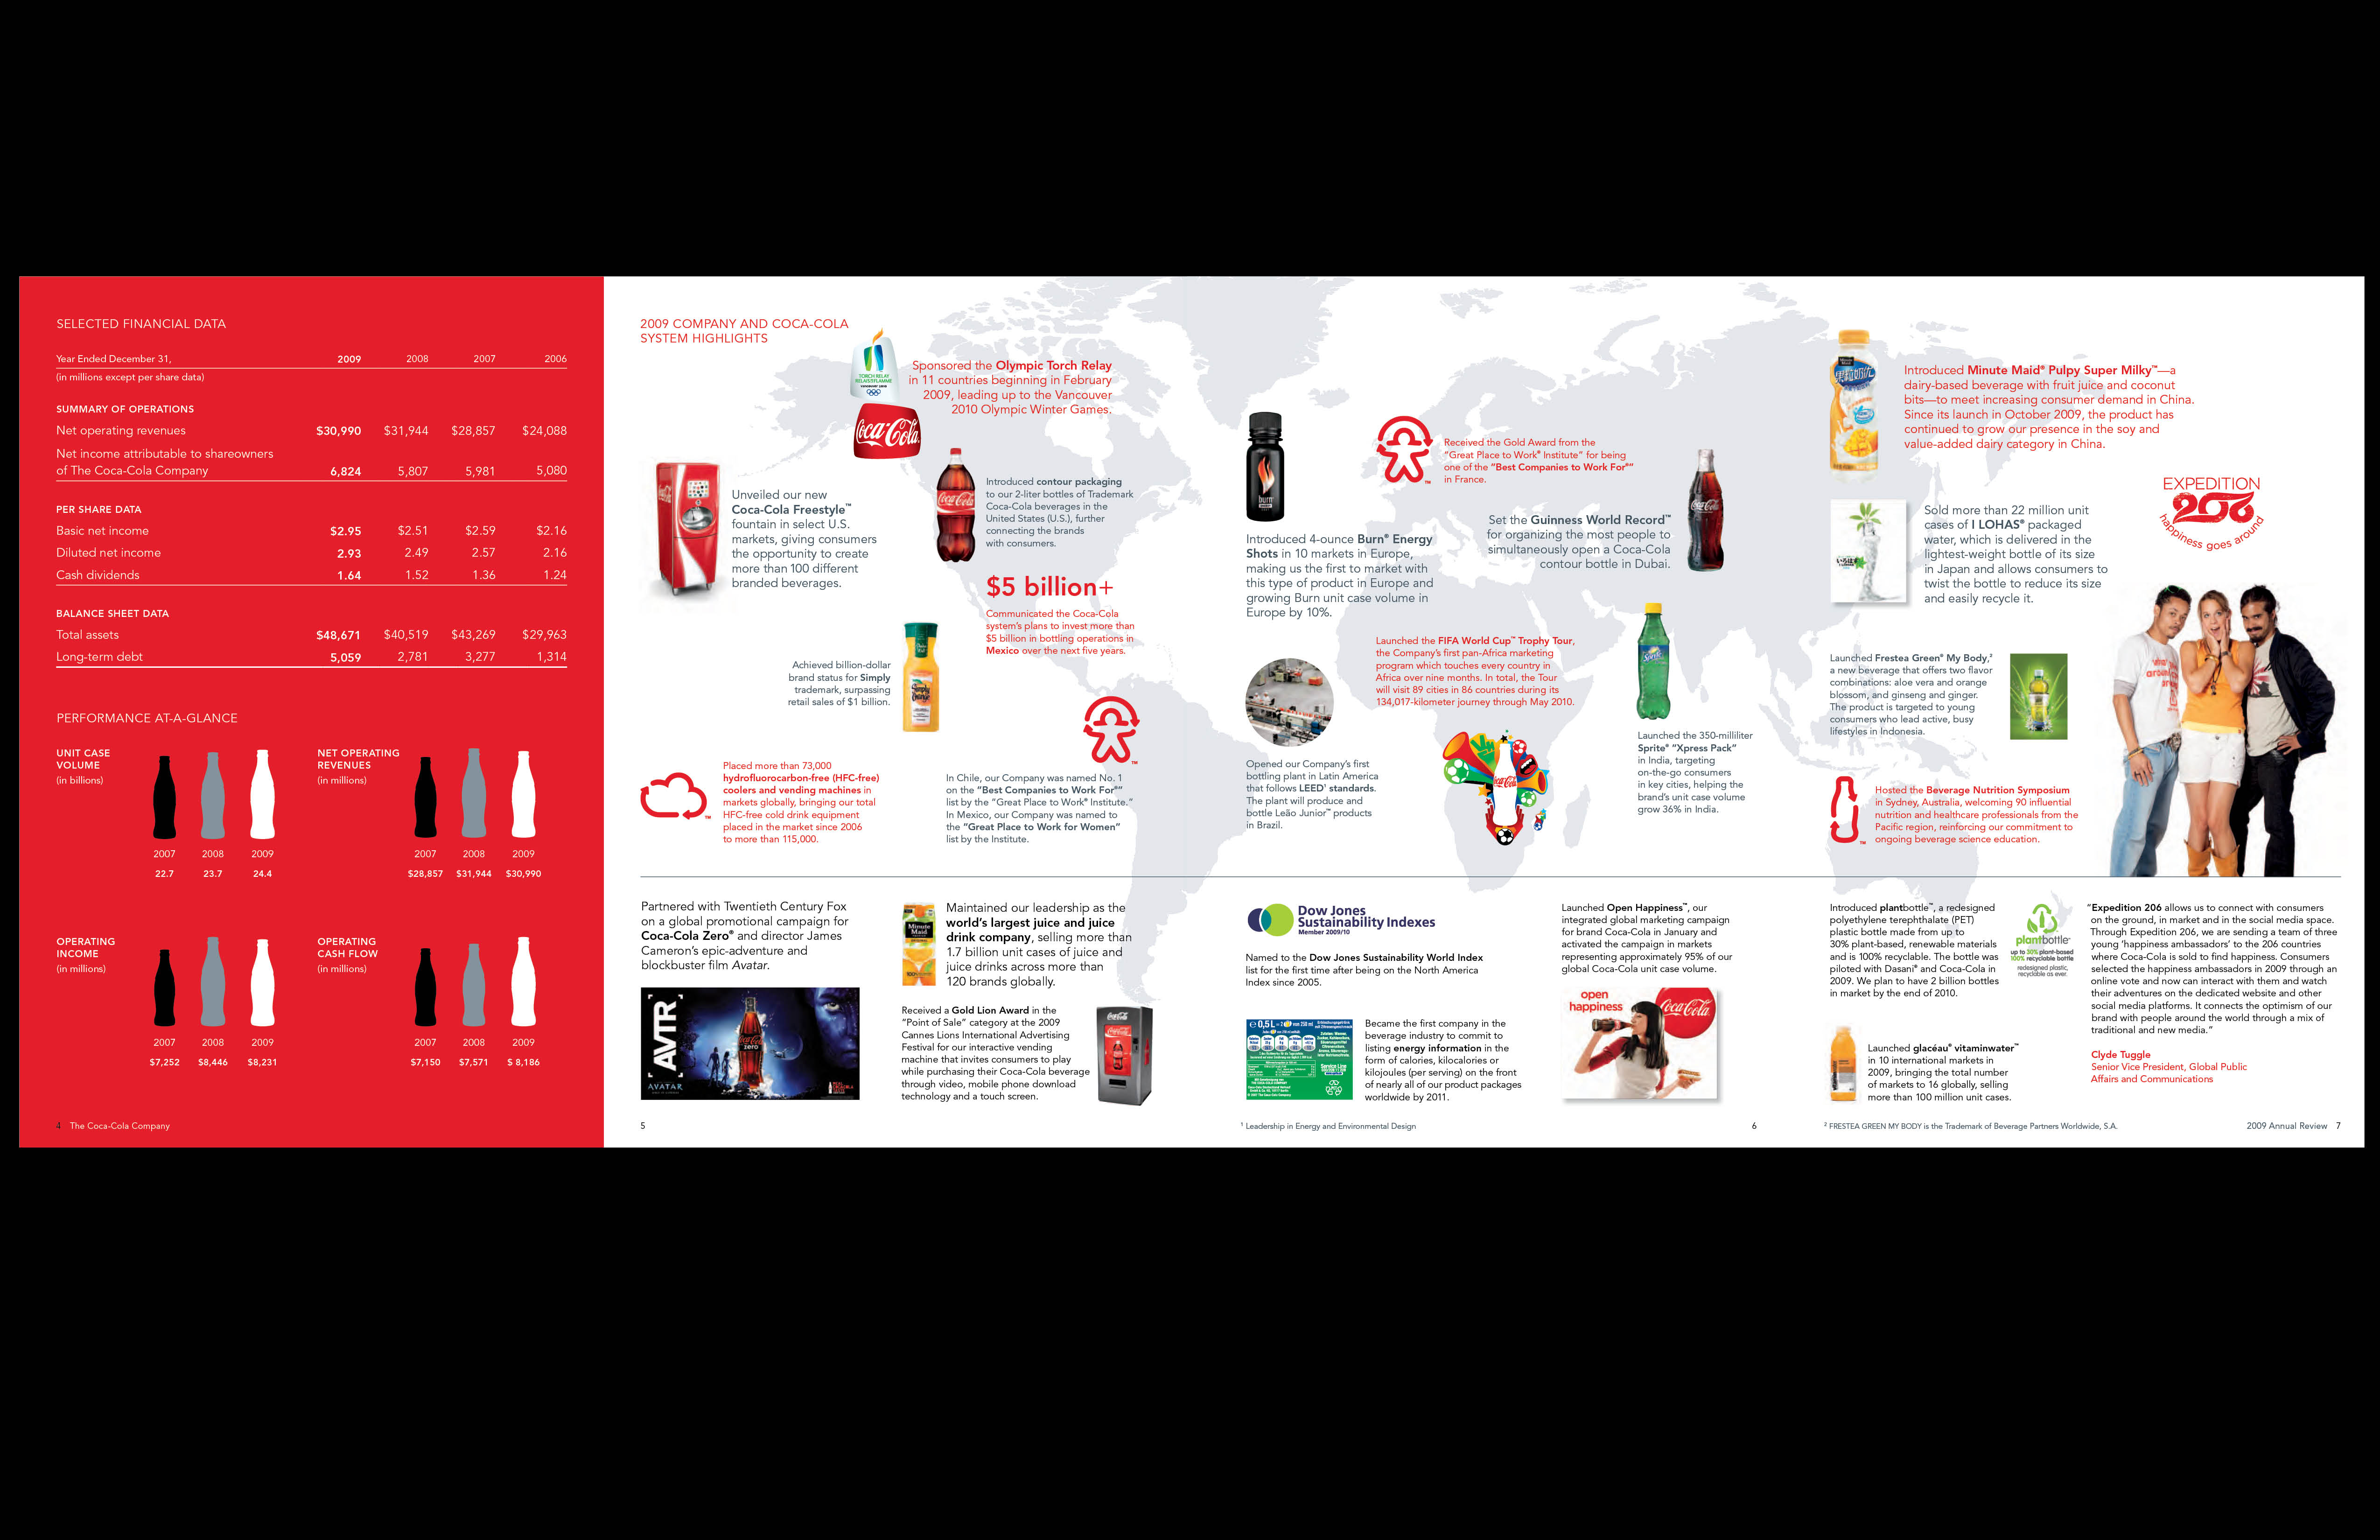 SELECTED FINANCIAL DATA
Year Ended December 31, 2009 2008 2007 2006
(in millions except per share data)
SUMMARY OF OPERATIONS
Net operating revenues $30,990 $31,944 $28,857 $24,088
Net income attributable to shareowners
of The Coca-Cola Company 6,824 5,807 5,981 5,080
PER SHARE DATA
Basic net income $2.95 $2.51 $2.59 $2.16
Diluted net income 2.93 2.49 2.57 2.16
Cash dividends 1.64 1.52 1.36 1.24
BALANCE SHEET DATA
Total assets $48,671 $40,519 $43,269 $29,963
Long-term debt 5,059 2,781 3,277 1,314
PERFORMANCE AT-A-GLANCE
UNIT CASE
VOLUME
(in billions)
2007 2008 2009
22.7 23.7 24.4
NET OPERATING
REVENUES
(in millions)
2007 2008 2009
$28,857 $31,944 $30,990
OPERATING
INCOME
(in millions)
2007 2008 2009
$7,252 $8,446 $8,231
OPERATING
CASH FLOW
(in millions)
2007 2008 2009
$7,150 $7,571 $ 8,186
4 The Coca-Cola Company
2009 COMPANY AND COCA-COLA
SYSTEM HIGHLIGHTS
TORCH RELAY
RELAIS DE LA FLAMME
vancouver 2010
Coca-Cola
Sponsored the Olympic Torch Relay
in 11 countries beginning in February
2009, leading up to the Vancouver
2010 Olympic Winter Games.
Unveiled our new
Coca-Cola Freestyle™
fountain in select U.S.
markets, giving consumers
the opportunity to create
more than 100 different
branded beverages.
Coca-Cola
Introduced contour packaging
to our 2-liter bottles of Trademark
Coca-Cola beverages in the
United States (U.S.), further
connecting the brands
with consumers.
$5 billion+
Communicated the Coca-Cola
system's plans to invest more than
$5 billion in bottling operations in
Mexico over the next five years.
Achieved billion-dollar
brand status for Simply
trademark, surpassing
retail sales of $1 billion.
Simply
Orange
Placed more than 73,000
hydrofluorocarbon-free (HFC-free)
coolers and vending machines in
markets globally, bringing our total
HFC-free cold drink equipment
placed in the market since 2006
to more than 115,000.
In Chile, our Company was named No. 1
on the “Best Companies to Work For®”
list by the “Great Place to Work® Institute.”
In Mexico, our Company was named to
the “Great Place to Work for Women”
list by the Institute.
Partnered with Twentieth Century Fox
on a global promotional campaign for
Coca-Cola Zero® and director James
Cameron's epic-adventure and
blockbuster film Avatar.
AVTR
AVATAR
zero
Minute
Maid
Maintained our leadership as the
world's largest juice and juice
drink company, selling more than
1.7 billion unit cases of juice and
juice drinks across more than
120 brands globally.
Received a Gold Lion Award in the
“Point of Sale” category at the 2009
Cannes Lions International Advertising
Festival for our interactive vending
machine that invites consumers to play
while purchasing their Coca-Cola beverage
through video, mobile phone download
technology and a touch screen.
Coca-Cola
5
burn
Introduced 4-ounce Burn® Energy
Shots in 10 markets in Europe,
making us the first to market with
this type of product in Europe and
growing Burn unit case volume in
Europe by 10%.
Received the Gold Award from the
“Great Place to Work® Institute” for being
one of the “Best Companies to Work For®”
in France.
Set the Guinness World Record™
for organizing the most people to
simultaneously open a Coca-Cola
contour bottle in Dubai.
Coca-Cola
Launched the FIFA World Cup™ Trophy Tour,
the Company's first pan-Africa marketing
program which touches every country in
Africa over nine months. In total, the Tour
will visit 89 cities in 86 countries during its
134,017-kilometer journey through May 2010.
Coca-Cola
Opened our Company's first
bottling plant in Latin America
that follows LEED¹ standards.
The plant will produce and
bottle Leão Junior™ products
in Brazil.
Sprite
Launched the 350-milliliter
Sprite® “Xpress Pack”
in India, targeting
on-the-go consumers
in key cities, helping the
brand's unit case volume
grow 36% in India.
Dow Jones
Sustainability Indexes
Member 2009/10
Named to the Dow Jones Sustainability World Index
list for the first time after being on the North America
Index since 2005.
Became the first company in the
beverage industry to commit to
listing energy information in the
form of calories, kilocalories or
kilojoules (per serving) on the front
of nearly all of our product packages
worldwide by 2011.
Launched Open Happiness™, our
integrated global marketing campaign
for brand Coca-Cola in January and
activated the campaign in markets
representing approximately 95% of our
global Coca-Cola unit case volume.
open
happiness
Coca-Cola
¹ Leadership in Energy and Environmental Design
6
Introduced Minute Maid® Pulpy Super Milky™—a
dairy-based beverage with fruit juice and coconut
bits—to meet increasing consumer demand in China.
Since its launch in October 2009, the product has
continued to grow our presence in the soy and
value-added dairy category in China.
Sold more than 22 million unit
cases of I LOHAS® packaged
water, which is delivered in the
lightest-weight bottle of its size
in Japan and allows consumers to
twist the bottle to reduce its size
and easily recycle it.
EXPEDITION
206
happiness goes around
Launched Frestea Green® My Body,²
a new beverage that offers two flavor
combinations: aloe vera and orange
blossom, and ginseng and ginger.
The product is targeted to young
consumers who lead active, busy
lifestyles in Indonesia.
Hosted the Beverage Nutrition Symposium
in Sydney, Australia, welcoming 90 influential
nutrition and healthcare professionals from the
Pacific region, reinforcing our commitment to
ongoing beverage science education.
Introduced plantbottle™, a redesigned
polyethylene terephthalate (PET)
plastic bottle made from up to
30% plant-based, renewable materials
and is 100% recyclable. The bottle was
piloted with Dasani® and Coca-Cola in
2009. We plan to have 2 billion bottles
in market by the end of 2010.
plantbottle
up to 30% plant-based
100% recyclable bottle
redesigned plastic,
recyclable as ever.
Launched glacéau® vitaminwater™
in 10 international markets in
2009, bringing the total number
of markets to 16 globally, selling
more than 100 million unit cases.
“Expedition 206 allows us to connect with consumers
on the ground, in market and in the social media space.
Through Expedition 206, we are sending a team of three
young ‘happiness ambassadors’ to the 206 countries
where Coca-Cola is sold to find happiness. Consumers
selected the happiness ambassadors in 2009 through an
online vote and now can interact with them and watch
their adventures on the dedicated website and other
social media platforms. It connects the optimism of our
brand with people around the world through a mix of
traditional and new media.”
Clyde Tuggle
Senior Vice President, Global Public
Affairs and Communications
² FRESTEA GREEN MY BODY is the Trademark of Beverage Partners Worldwide, S.A.
2009 Annual Review 7